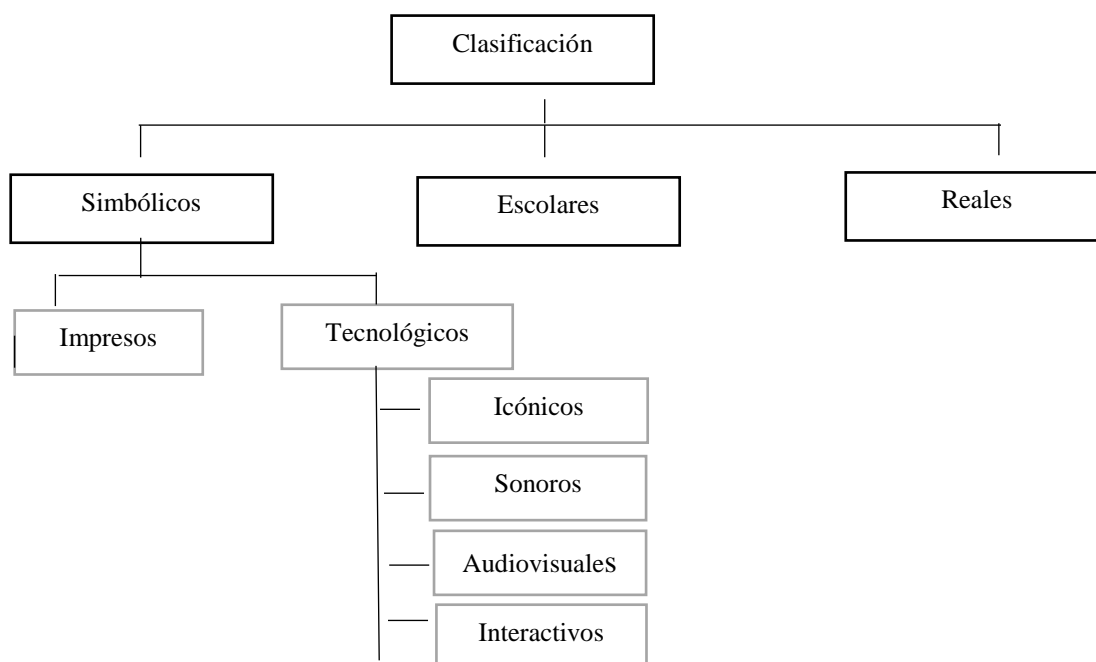 Clasificación
Simbólicos
Escolares
Reales
Impresos
Tecnológicos
Icónicos
Sonoros
Audiovisuales
Interactivos